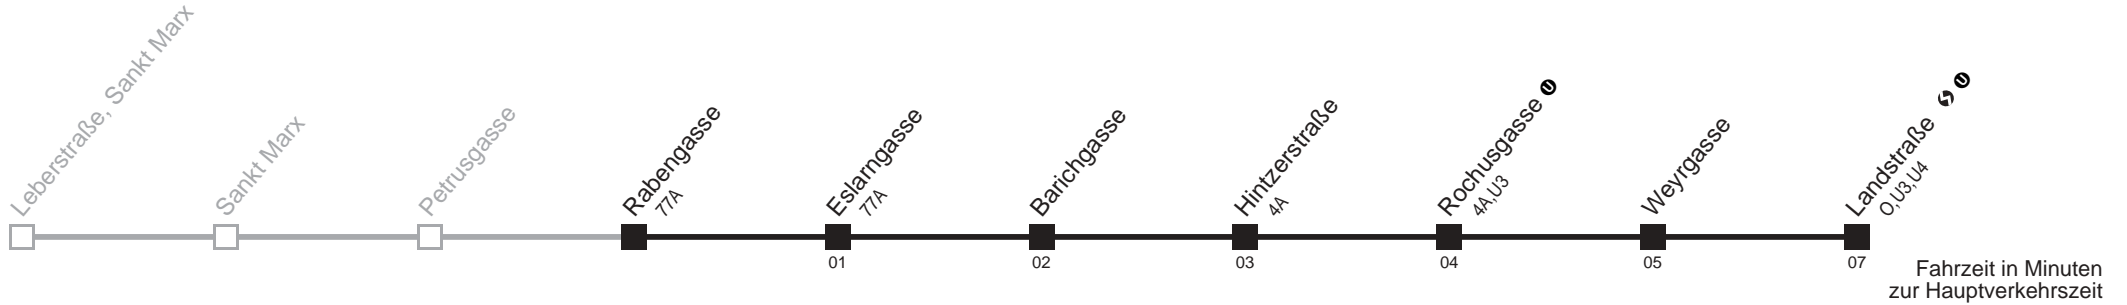 Leberstraße, Sankt Marx
Sankt Marx
Petrusgasse
Rabengasse
77A
Eslarngasse
77A
Barichgasse
Hintzerstraße
4A
Rochusgasse U
4A,U3
Weyrgasse
Landstraße S U
O,U3,U4
01
02
03
04
05
07
Fahrzeit in Minuten
zur Hauptverkehrszeit